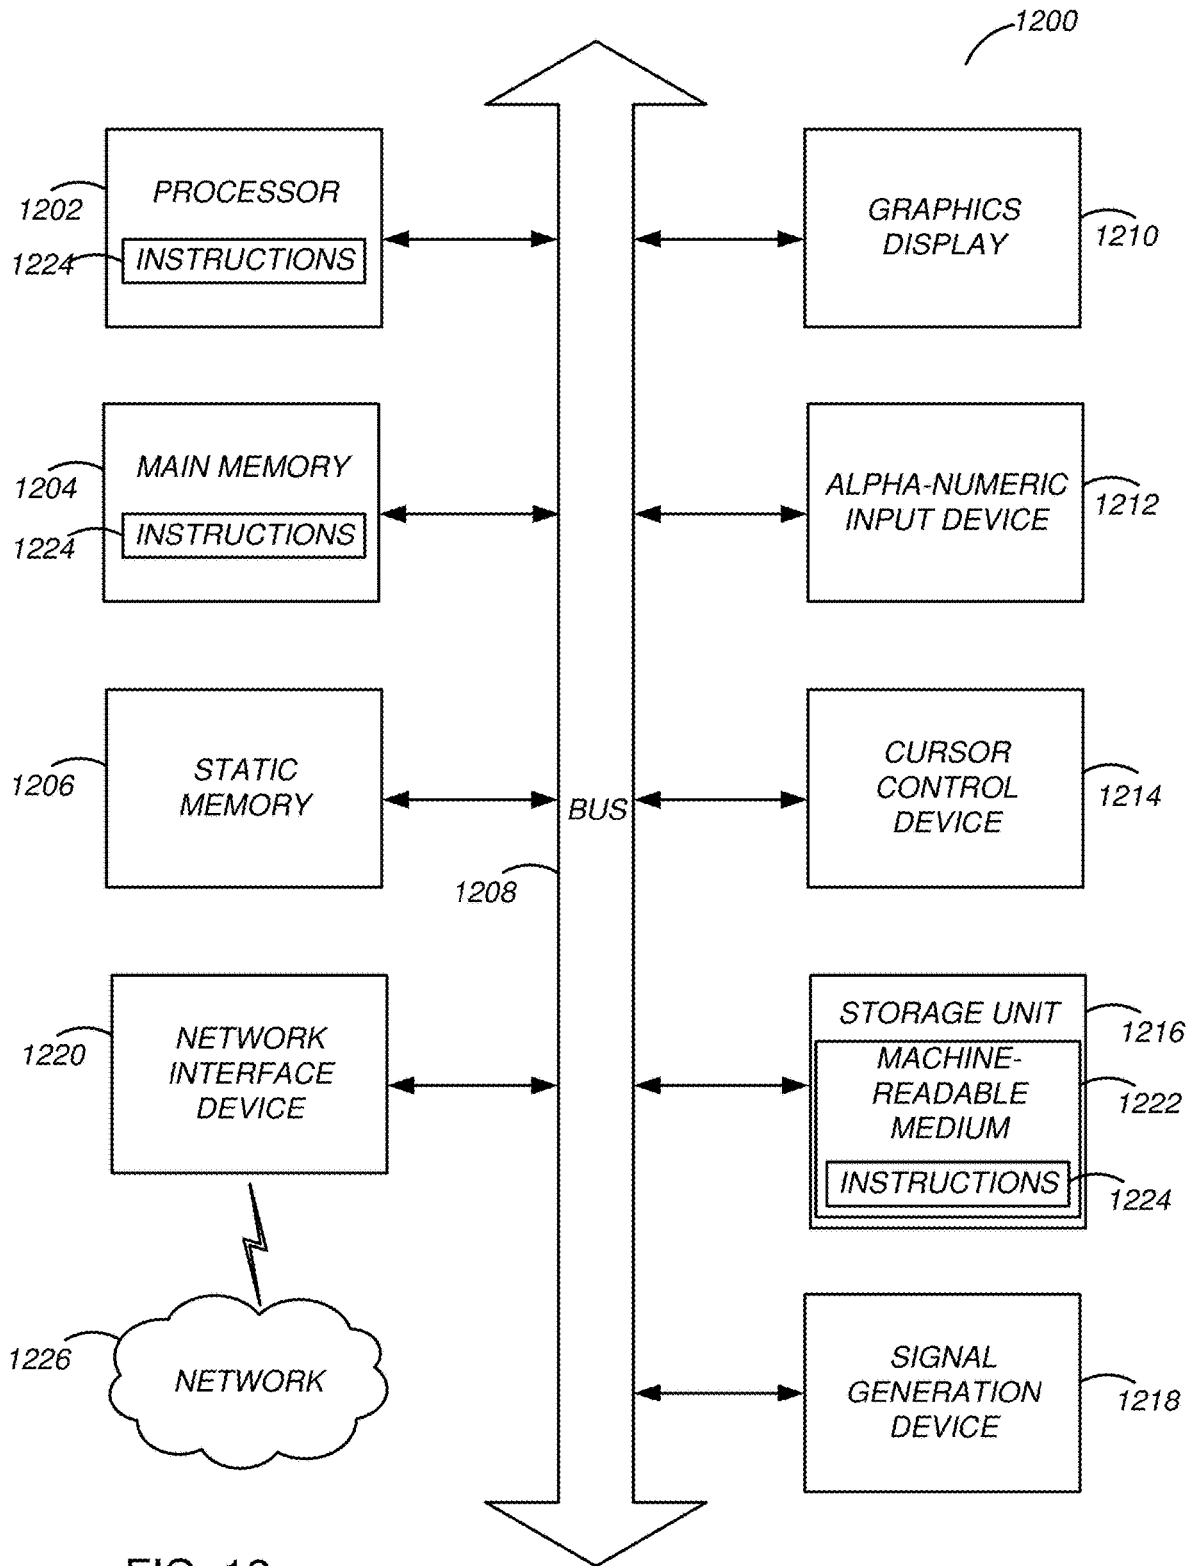 1200
PROCESSOR
1202
1224
INSTRUCTIONS
GRAPHICS
DISPLAY
1210
MAIN MEMORY
1204
1224
INSTRUCTIONS
ALPHA-NUMERIC
INPUT DEVICE
1212
STATIC
MEMORY
1206
BUS
1208
CURSOR
CONTROL
DEVICE
1214
NETWORK
INTERFACE
DEVICE
1220
STORAGE UNIT
1216
MACHINE-
READABLE
MEDIUM
1222
INSTRUCTIONS
1224
NETWORK
1226
SIGNAL
GENERATION
DEVICE
1218
FIG.